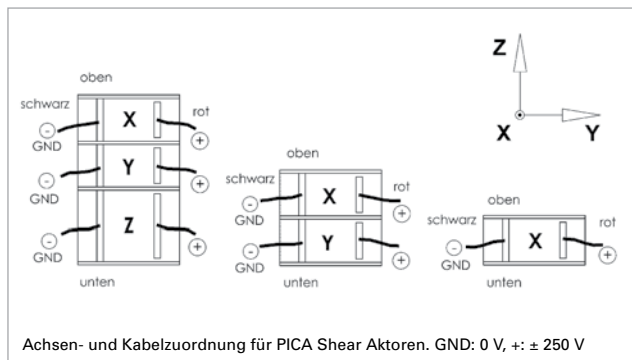 oben
schwarz
X
rot
GND
+
Y
GND
+
Z
GND
+
unten
oben
schwarz
X
rot
GND
+
Y
GND
+
unten
oben
schwarz
X
rot
GND
+
unten
Z
X
Y
Achsen- und Kabelzuordnung für PICA Shear Aktoren. GND: 0 V, +: ± 250 V